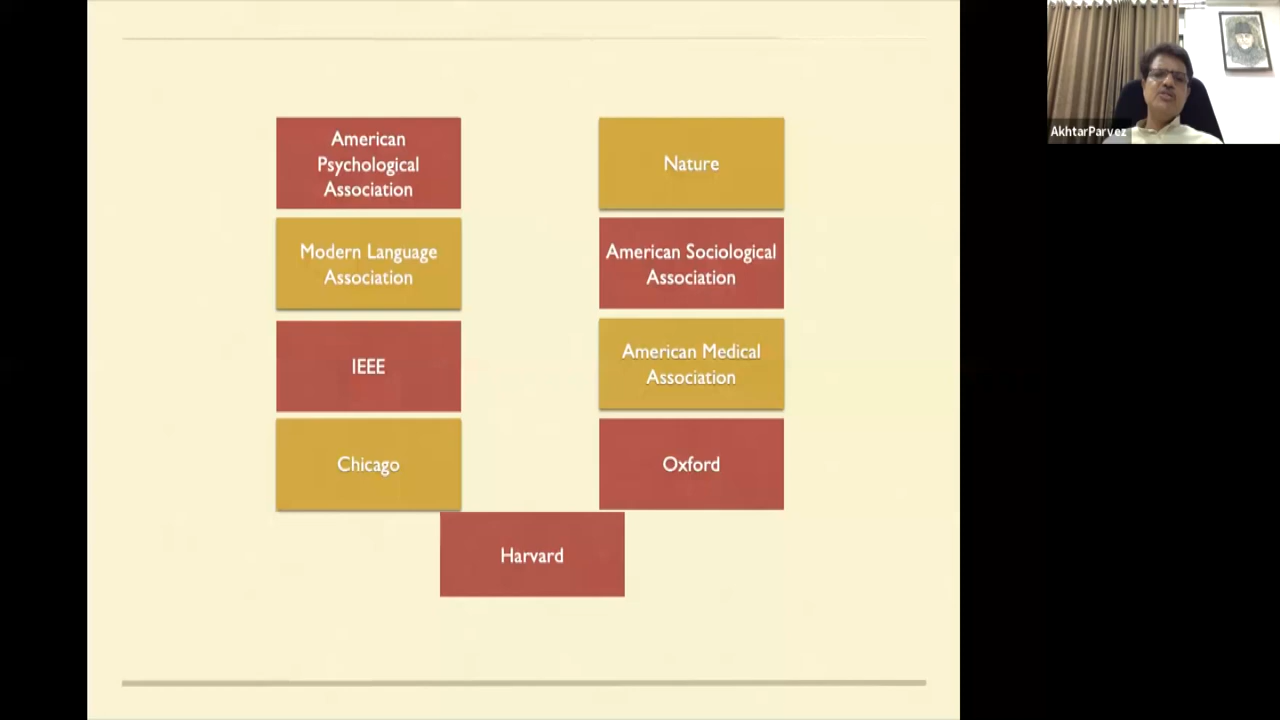 American
Psychological
Association
Modern Language
Association
IEEE
Chicago
Nature
American Sociological
Association
American Medical
Association
Oxford
Harvard
AkhtarParvez